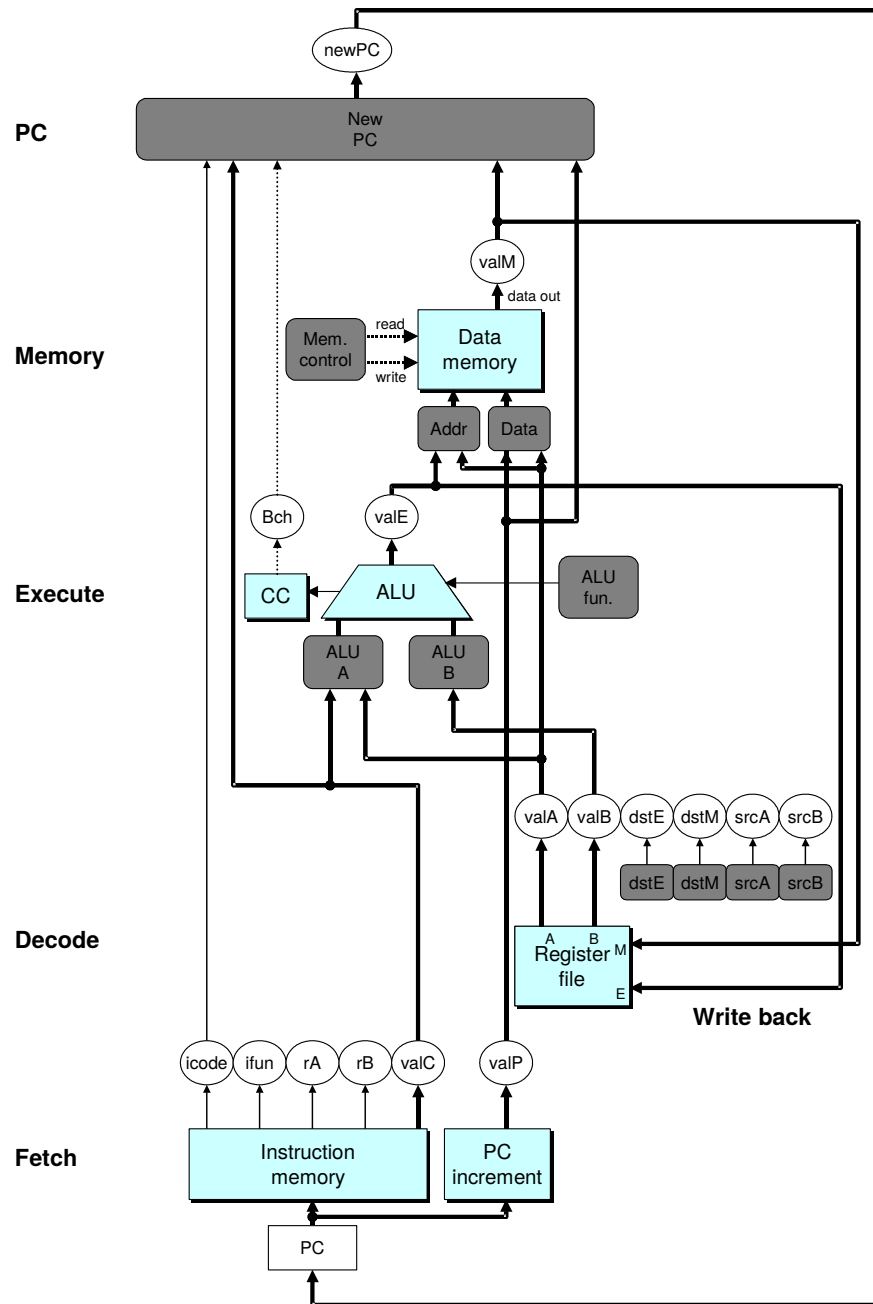 newPC
PC
New
PC
valM
data out
Memory
Mem.
control
read
write
Data
memory
Addr
Data
Bch
valE
Execute
CC
ALU
ALU
fun.
ALU
A
ALU
B
valA
valB
dstE
dstM
srcA
srcB
dstE
dstM
srcA
srcB
Decode
A
B
M
Register
file
E
Write back
icode
ifun
rA
rB
valC
valP
Fetch
Instruction
memory
PC
increment
PC